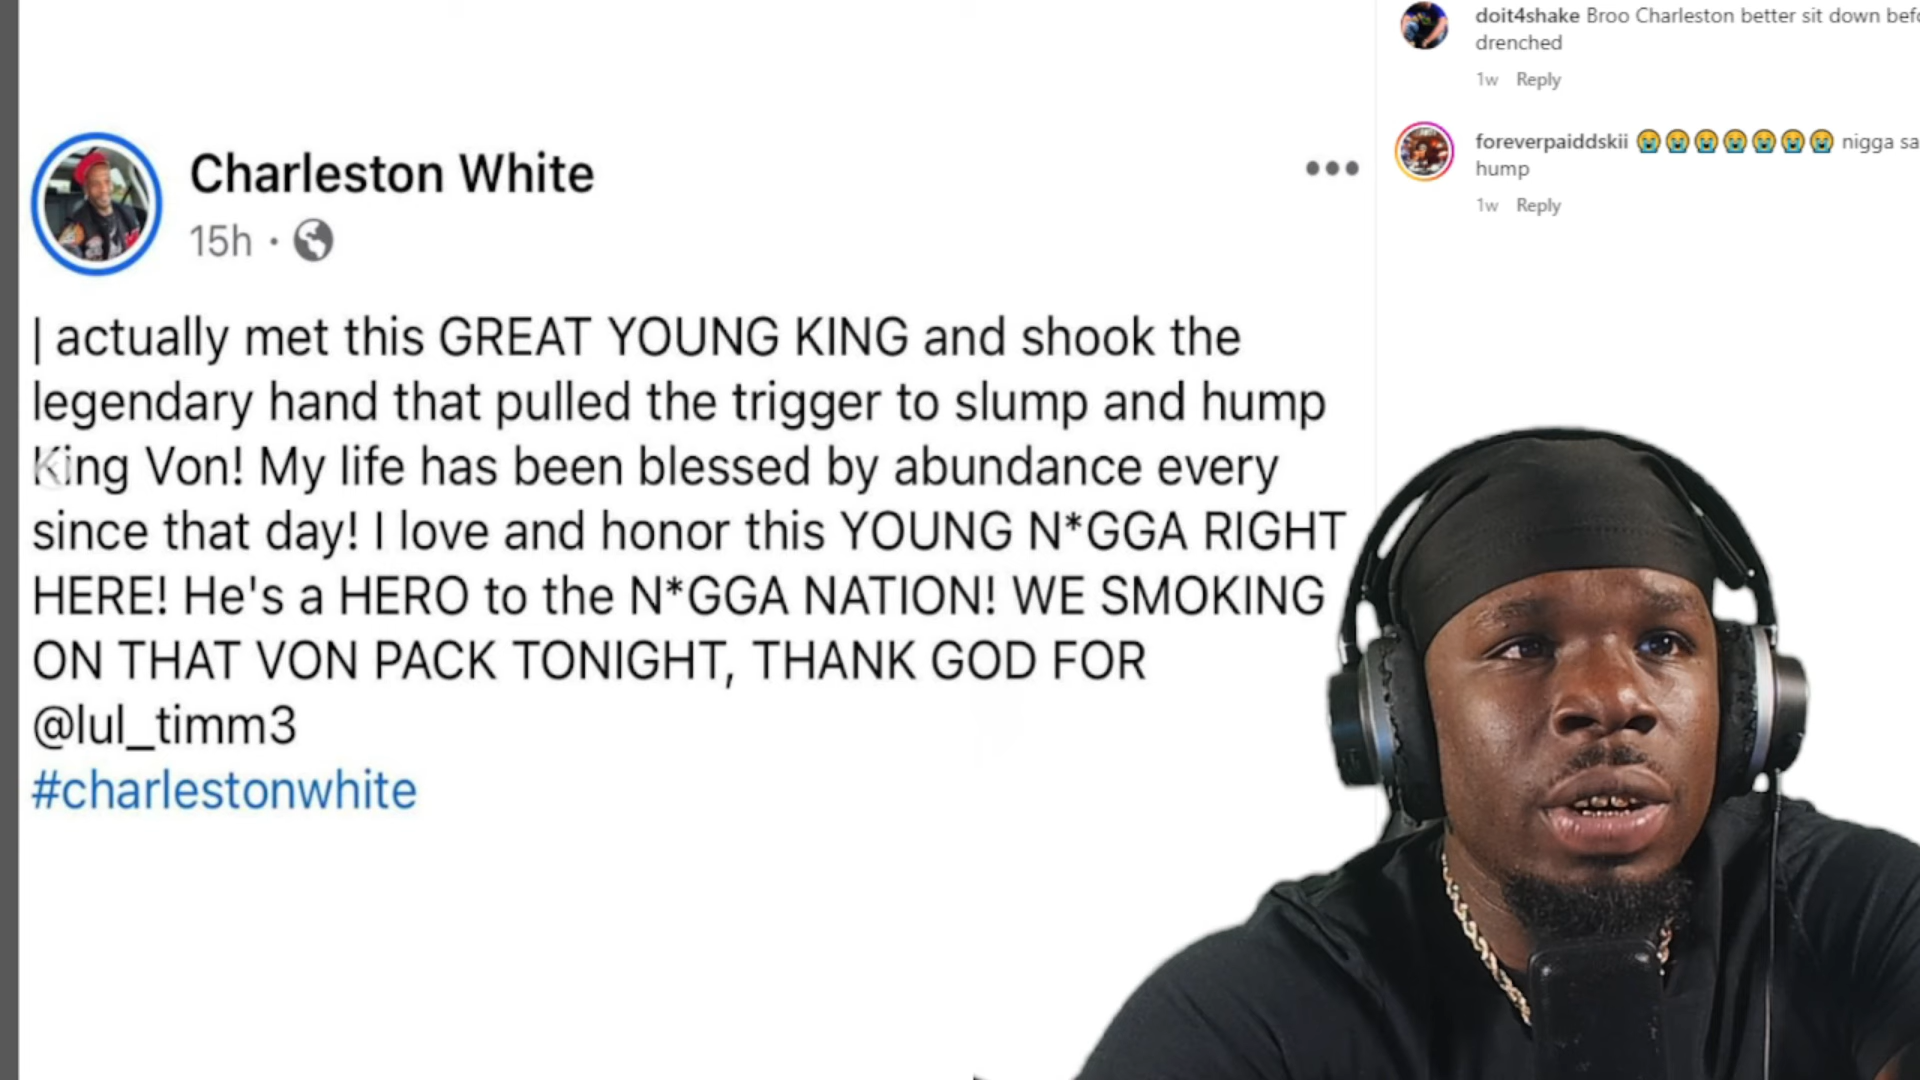 Charleston White
15h ·
I actually met this GREAT YOUNG KING and shook the
legendary hand that pulled the trigger to slump and hump
King Von! My life has been blessed by abundance every
since that day! I love and honor this YOUNG N*GGA RIGHT
HERE! He's a HERO to the N*GGA NATION! WE SMOKING
ON THAT VON PACK TONIGHT, THANK GOD FOR
@lul_timm3
#charlestonwhite
doit4shake Broo Charleston better sit down
drenched
1w Reply
foreverpaiddskii 😭😭😭😭😭😭😭 nigga
hump
1w Reply